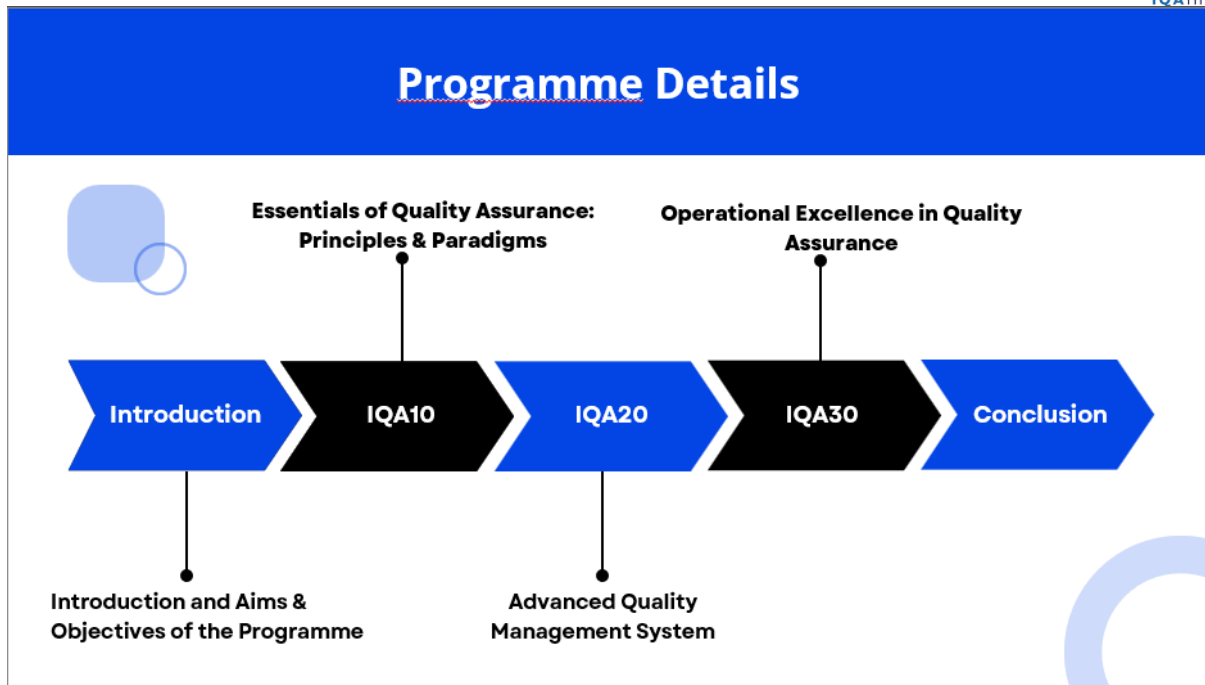 Programme Details
Essentials of Quality Assurance:
Principles & Paradigms
Operational Excellence in Quality
Assurance
Introduction
IQA10
IQA20
IQA30
Conclusion
Introduction and Aims &
Objectives of the Programme
Advanced Quality
Management System